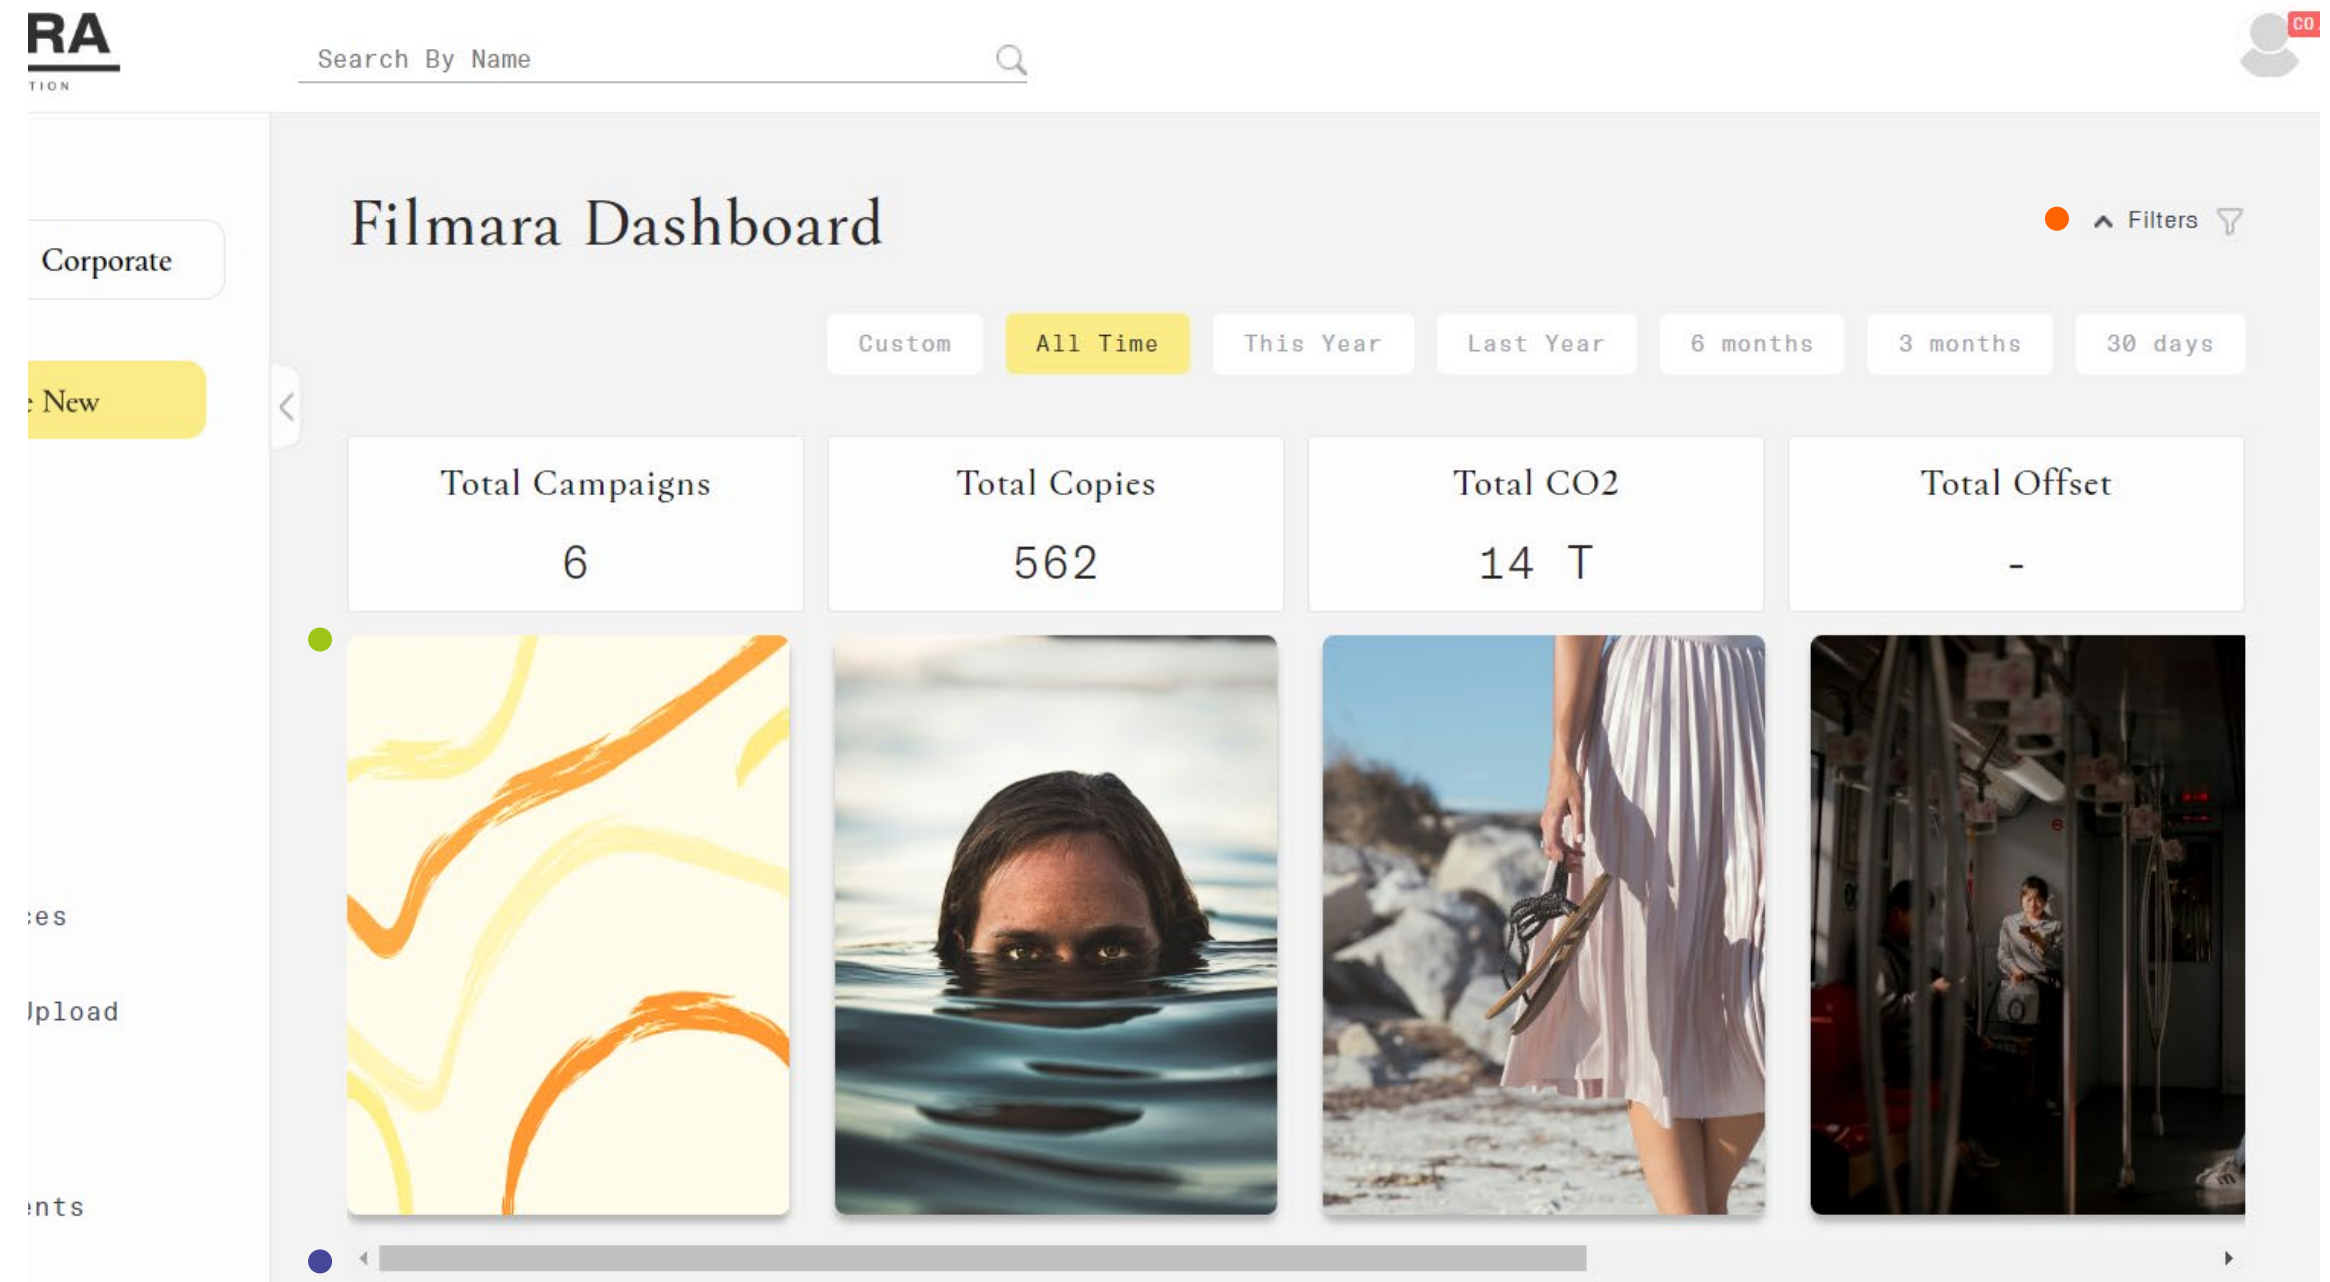 RA
TION
Search By Name
CO
Filmara Dashboard
Filters
Corporate
Custom
All Time
This Year
Last Year
6 months
3 months
30 days
New
Total Campaigns
6
Total Copies
562
Total CO2
14 T
Total Offset
-
es
pload
nts